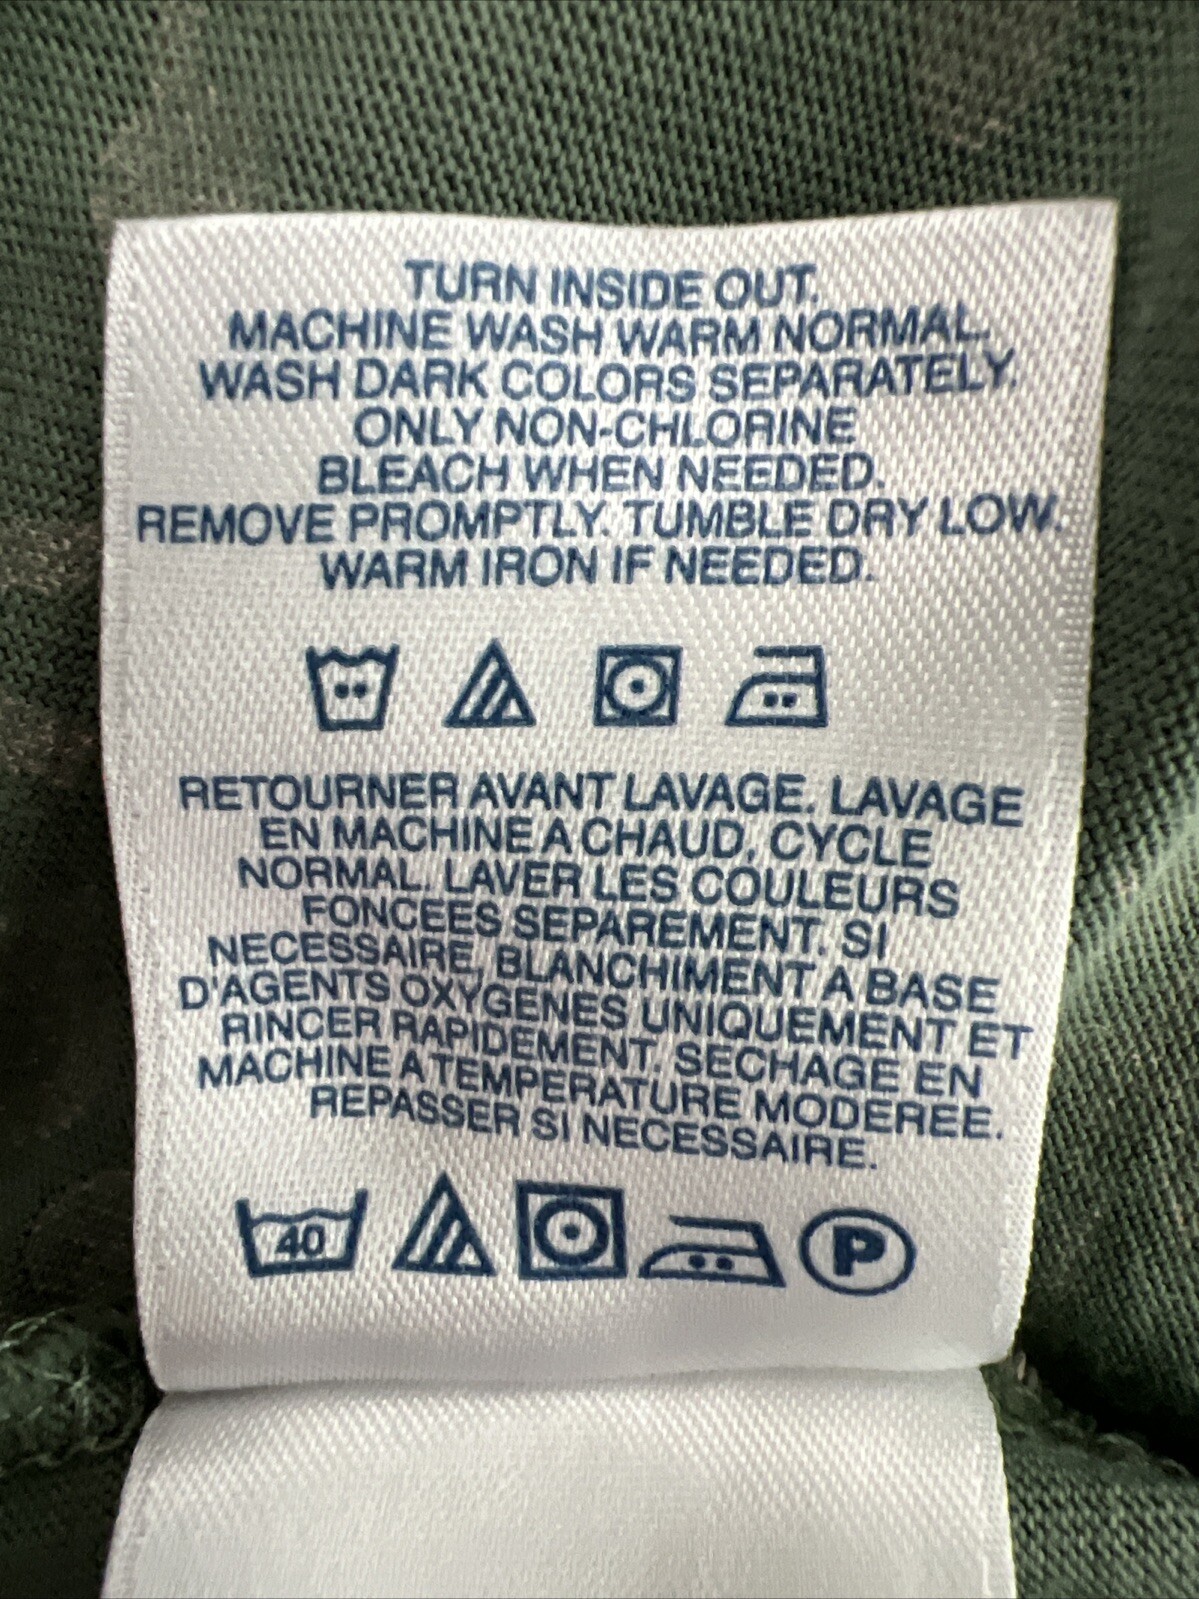 TURN INSIDE OUT.
MACHINE WASH WARM NORMAL.
WASH DARK COLORS SEPARATELY.
ONLY NON-CHLORINE
BLEACH WHEN NEEDED.
REMOVE PROMPTLY. TUMBLE DRY LOW.
WARM IRON IF NEEDED.
RETOURNER AVANT LAVAGE. LAVAGE
EN MACHINE A CHAUD, CYCLE
NORMAL. LAVER LES COULEURS
FONCEES SEPAREMENT. SI
NECESSAIRE, BLANCHIMENT A BASE
D'AGENTS OXYGENES UNIQUEMENT ET
RINCER RAPIDEMENT. SECHAGE EN
MACHINE A TEMPERATURE MODEREE.
REPASSER SI NECESSAIRE.
40 P